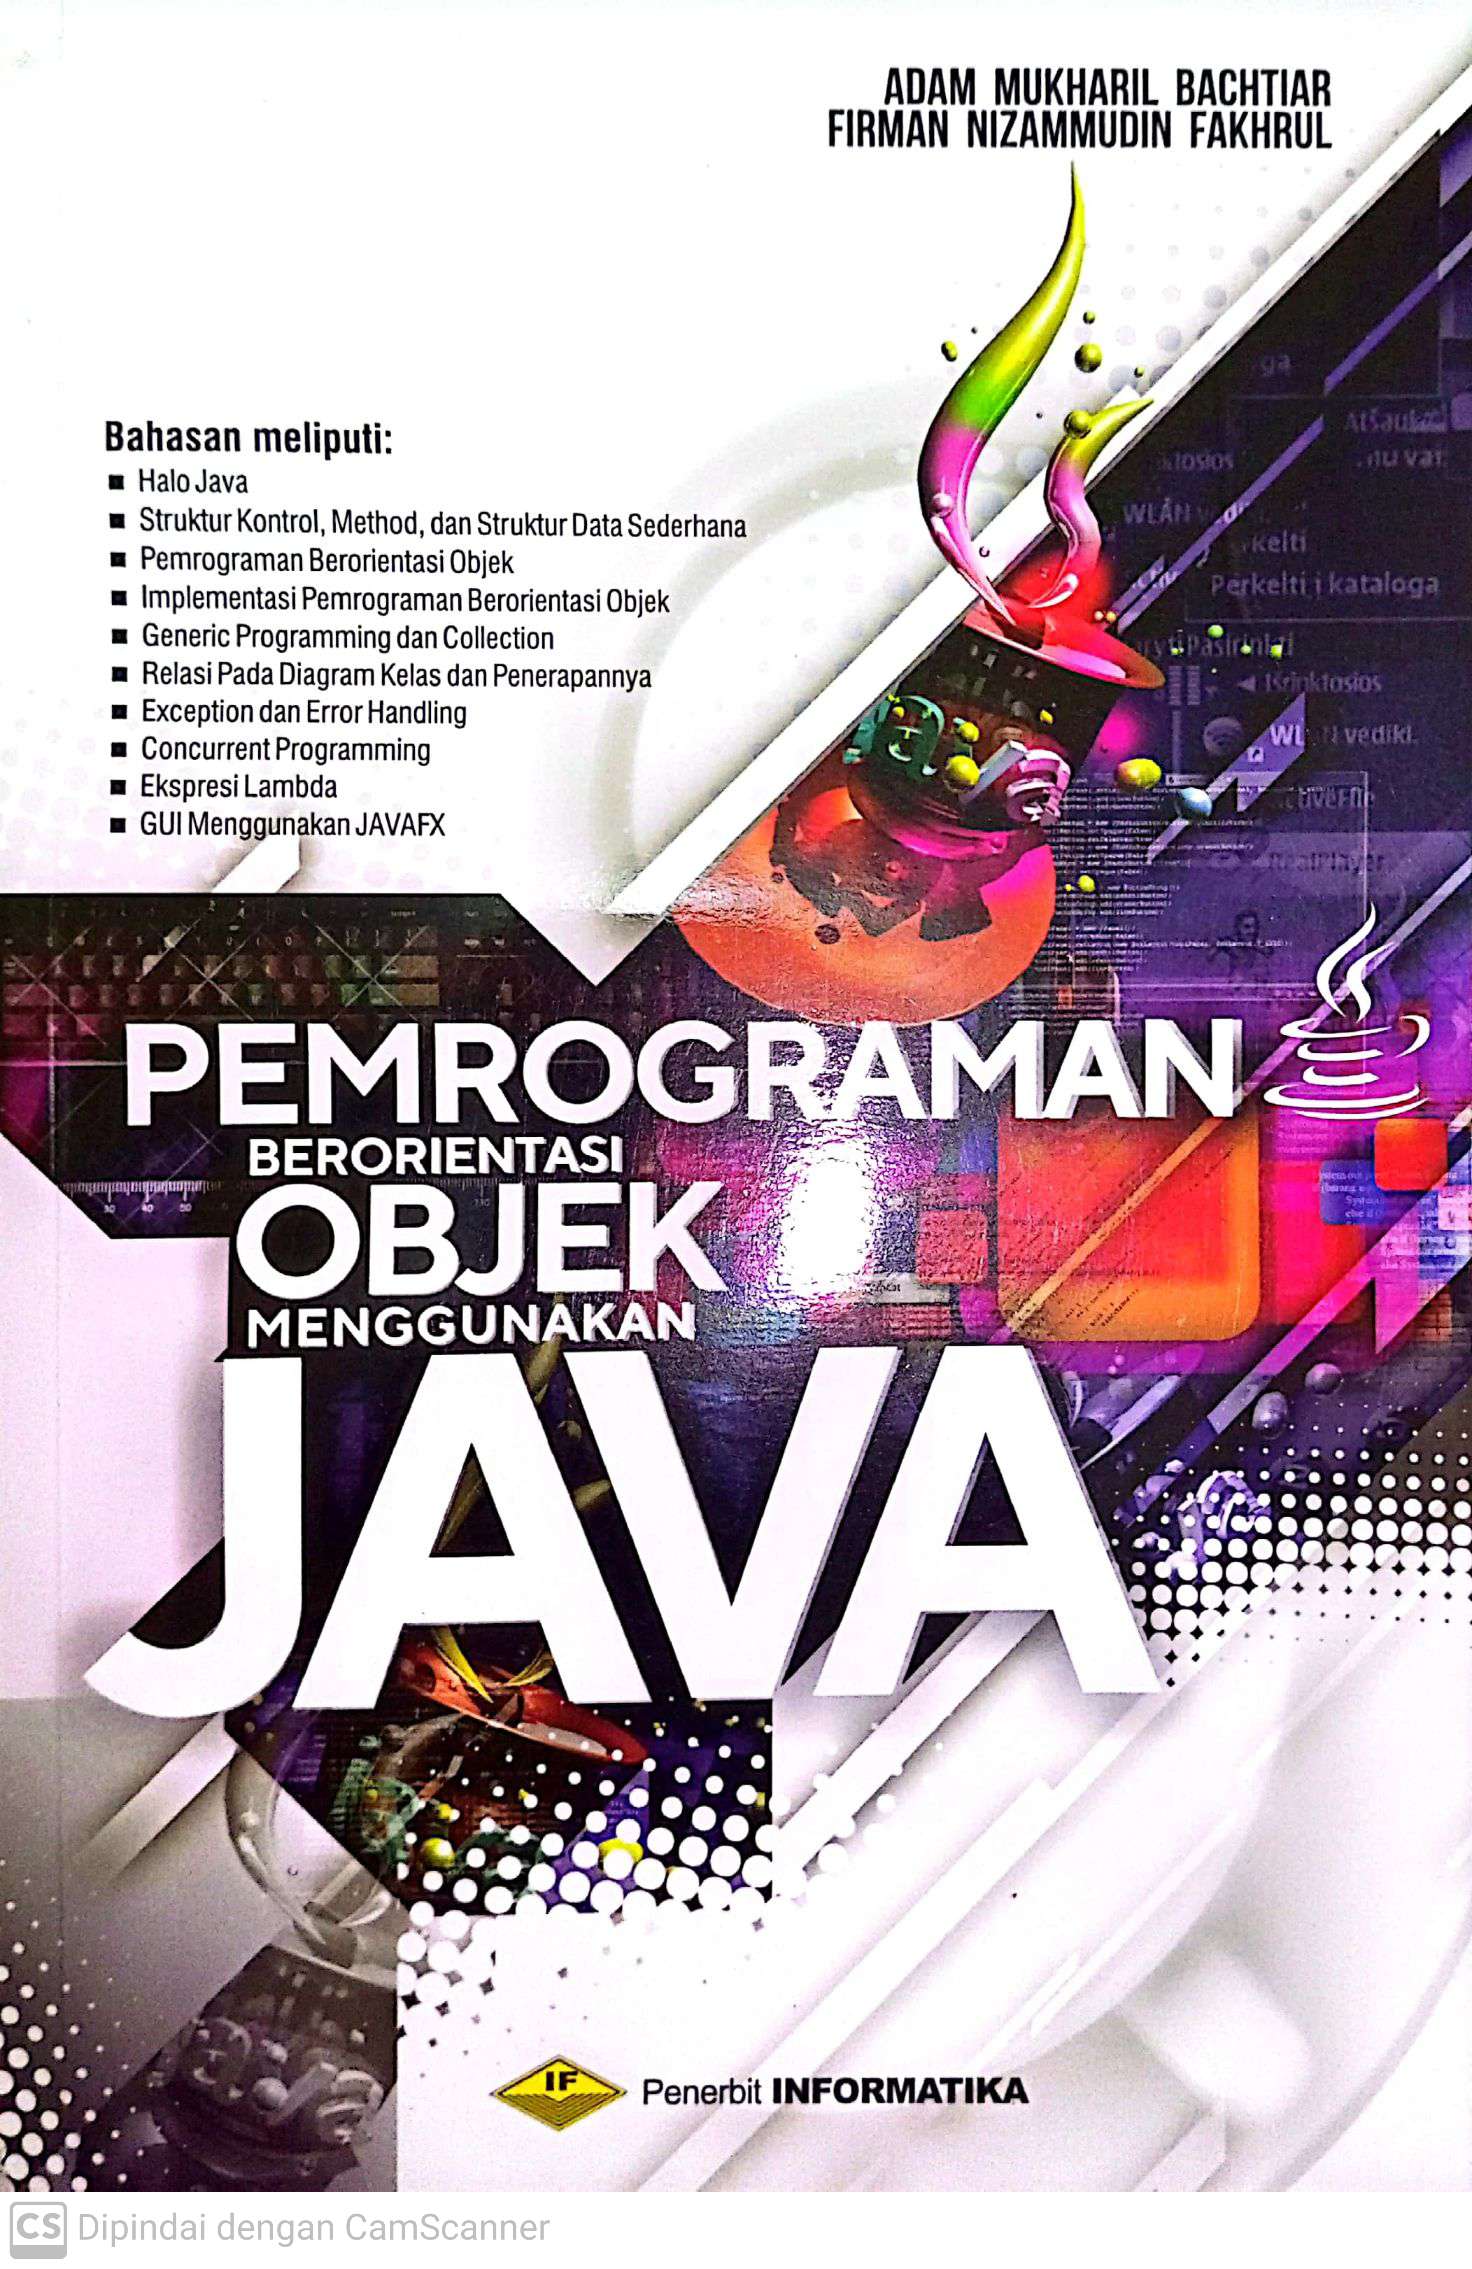 ADAM MUKHARIL BACHTIAR
FIRMAN NIZAMMUDIN FAKHRUL
Bahasan meliputi:
■ Halo Java
■ Struktur Kontrol, Method, dan Struktur Data Sederhana
■ Pemrograman Berorientasi Objek
■ Implementasi Pemrograman Berorientasi Objek
■ Generic Programming dan Collection
■ Relasi Pada Diagram Kelas dan Penerapannya
■ Exception dan Error Handling
■ Concurrent Programming
■ Ekspresi Lambda
■ GUI Menggunakan JAVAFX
WLAN
Perkelti į kataloga
PEMROGRAMAN
BERORIENTASI
OBJEK
MENGGUNAKAN
JAVA
IF Penerbit INFORMATIKA
CS Dipindai dengan CamScanner